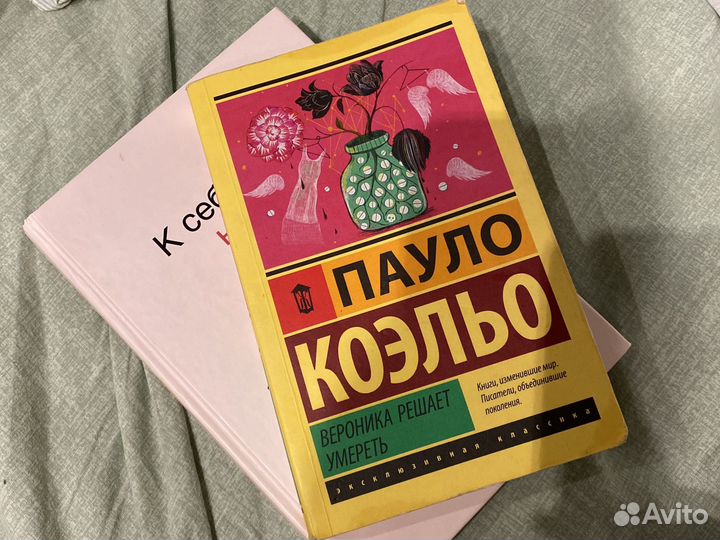 К себ
ПАУЛО
КОЭЛЬО
ВЕРОНИКА РЕШАЕТ
УМЕРЕТЬ
Книги, изменившие мир.
Писатели, объединившие
поколения.
эксклюзивная классика
Avito